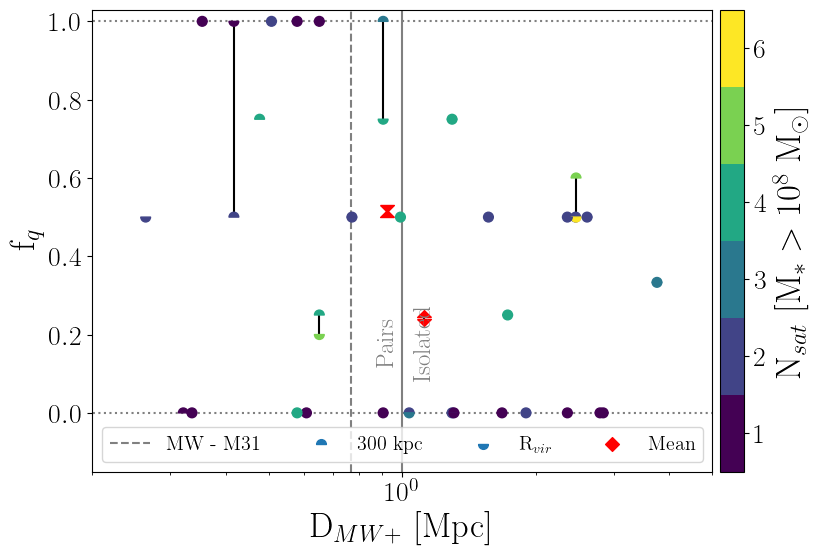 1.0
0.8
0.6
0.4
0.2
0.0
f_q
Pairs
Isolated
MW - M31
300 kpc
R_vir
Mean
10^0
D_MW+ [Mpc]
6
5
4
3
2
1
N_sat [M_* > 10^8 M_⊙]